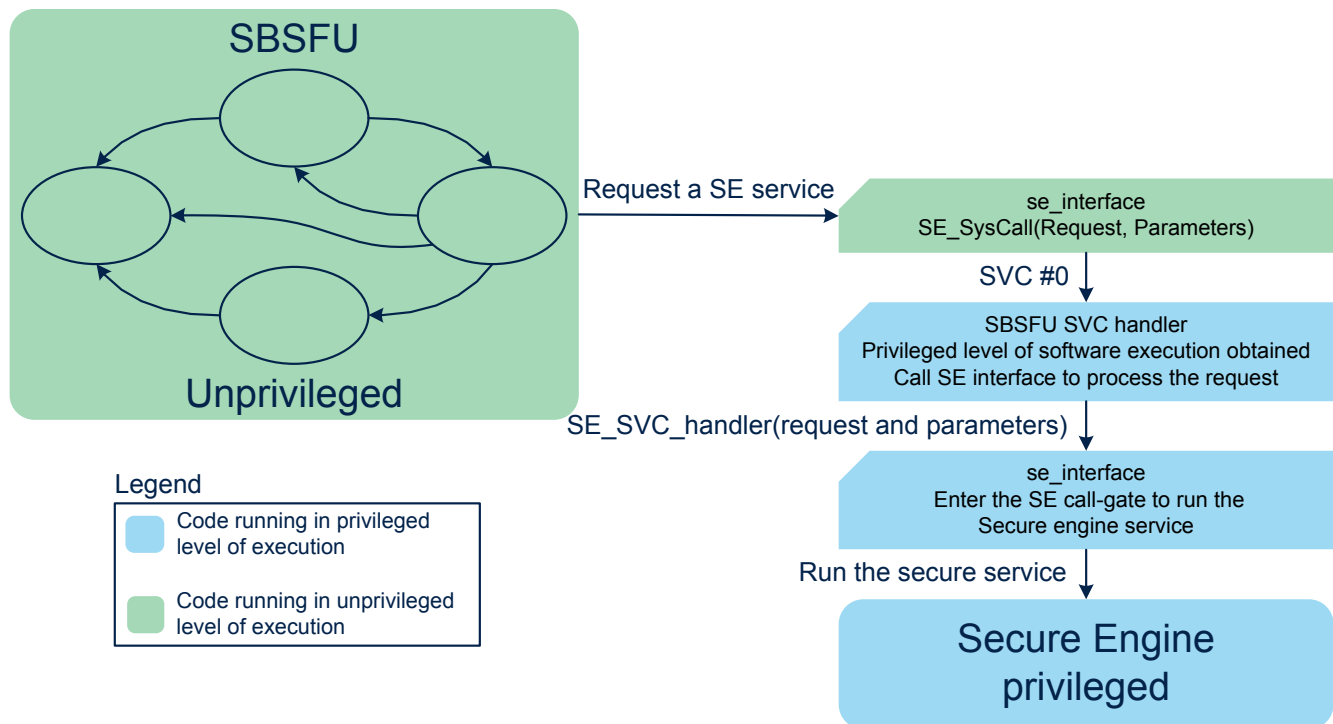 SBSFU
Unprivileged
Request a SE service
se_interface
SE_SysCall(Request, Parameters)
SVC #0
SBSFU SVC handler
Privileged level of software execution obtained
Call SE interface to process the request
SE_SVC_handler(request and parameters)
se_interface
Enter the SE call-gate to run the
Secure engine service
Run the secure service
Secure Engine
privileged
Legend
Code running in privileged
level of execution
Code running in unprivileged
level of execution